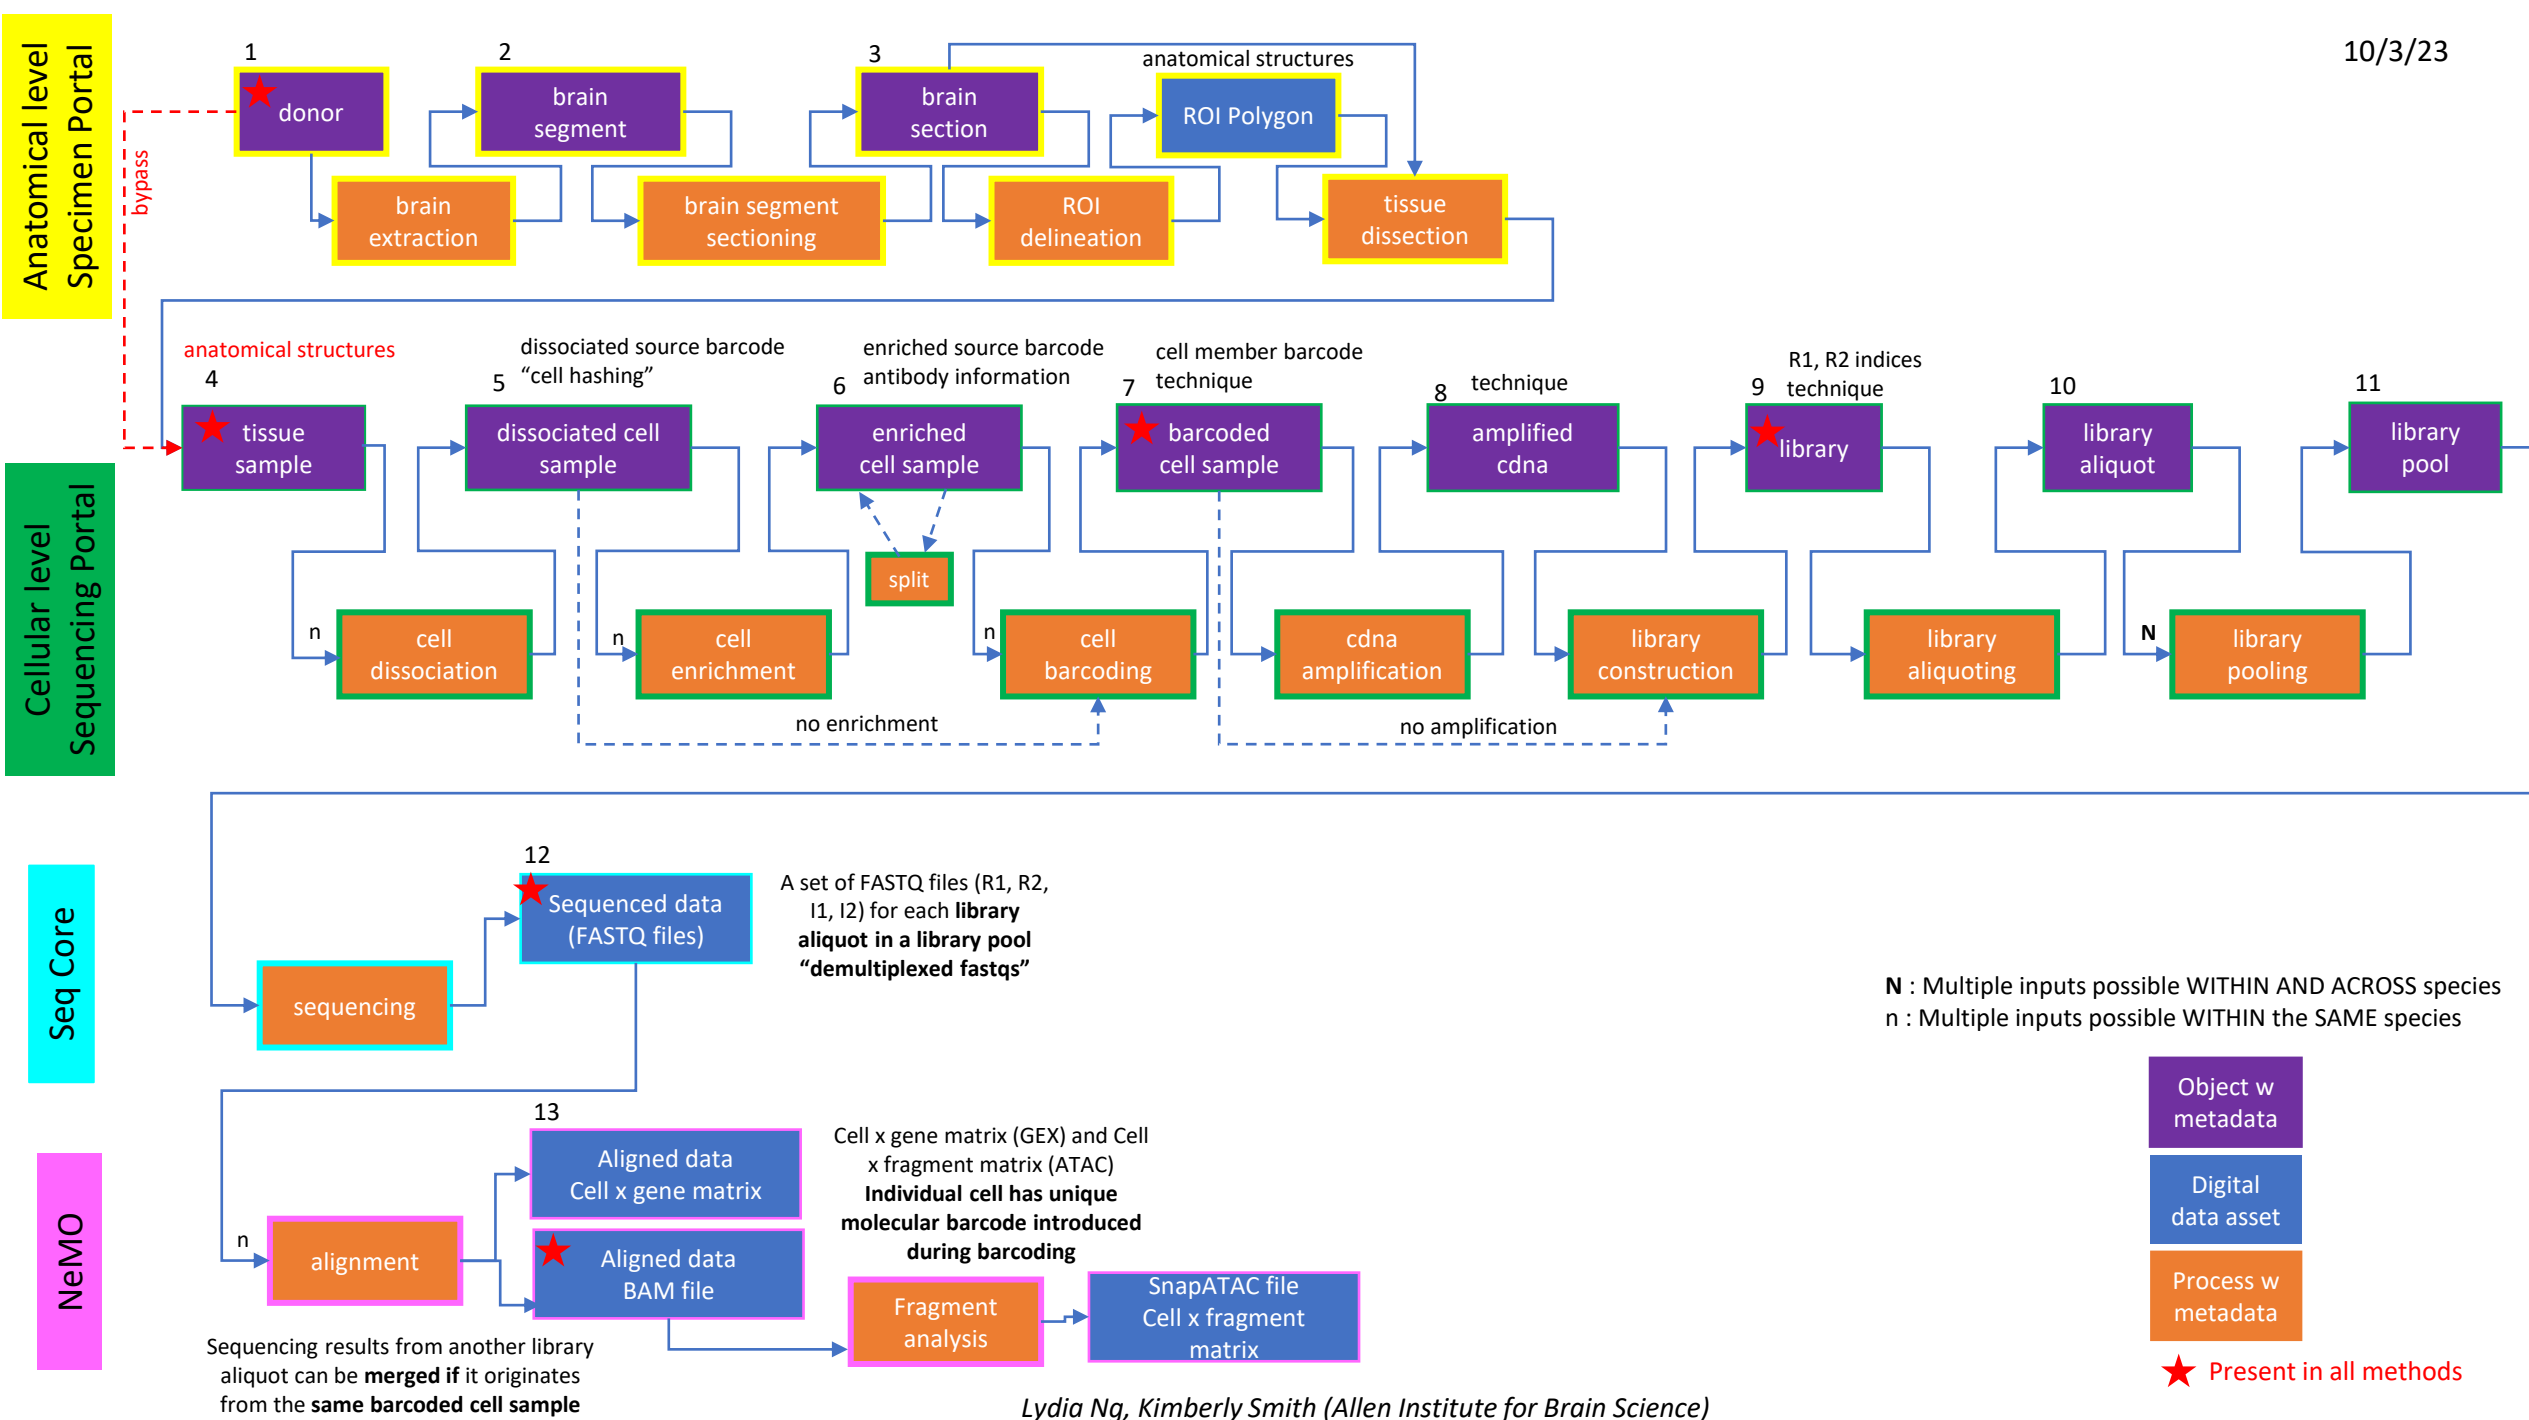 Anatomical level
Specimen Portal
10/3/23
1
donor
2
brain
segment
3
brain
section
anatomical structures
ROI Polygon
bypass
brain
extraction
brain segment
sectioning
ROI
delineation
tissue
dissection
Cellular level
Sequencing Portal
anatomical structures
4
tissue
sample
dissociated source barcode
“cell hashing”
5
dissociated cell
sample
enriched source barcode
antibody information
6
enriched
cell sample
cell member barcode
technique
7
barcoded
cell sample
technique
8
amplified
cdna
R1, R2 indices
technique
9
library
10
library
aliquot
11
library
pool
split
n
cell
dissociation
n
cell
enrichment
n
cell
barcoding
cdna
amplification
library
construction
library
aliquoting
N
library
pooling
no enrichment
no amplification
Seq Core
12
Sequenced data
(FASTQ files)
sequencing
A set of FASTQ files (R1, R2,
I1, I2) for each library
aliquot in a library pool
“demultiplexed fastqs”
N : Multiple inputs possible WITHIN AND ACROSS species
n : Multiple inputs possible WITHIN the SAME species
NeMO
13
Aligned data
Cell x gene matrix
n
alignment
Aligned data
BAM file
Cell x gene matrix (GEX) and Cell
x fragment matrix (ATAC)
Individual cell has unique
molecular barcode introduced
during barcoding
Fragment
analysis
SnapATAC file
Cell x fragment
matrix
Sequencing results from another library
aliquot can be merged if it originates
from the same barcoded cell sample
Object w
metadata
Digital
data asset
Process w
metadata
Present in all methods
Lydia Ng, Kimberly Smith (Allen Institute for Brain Science)